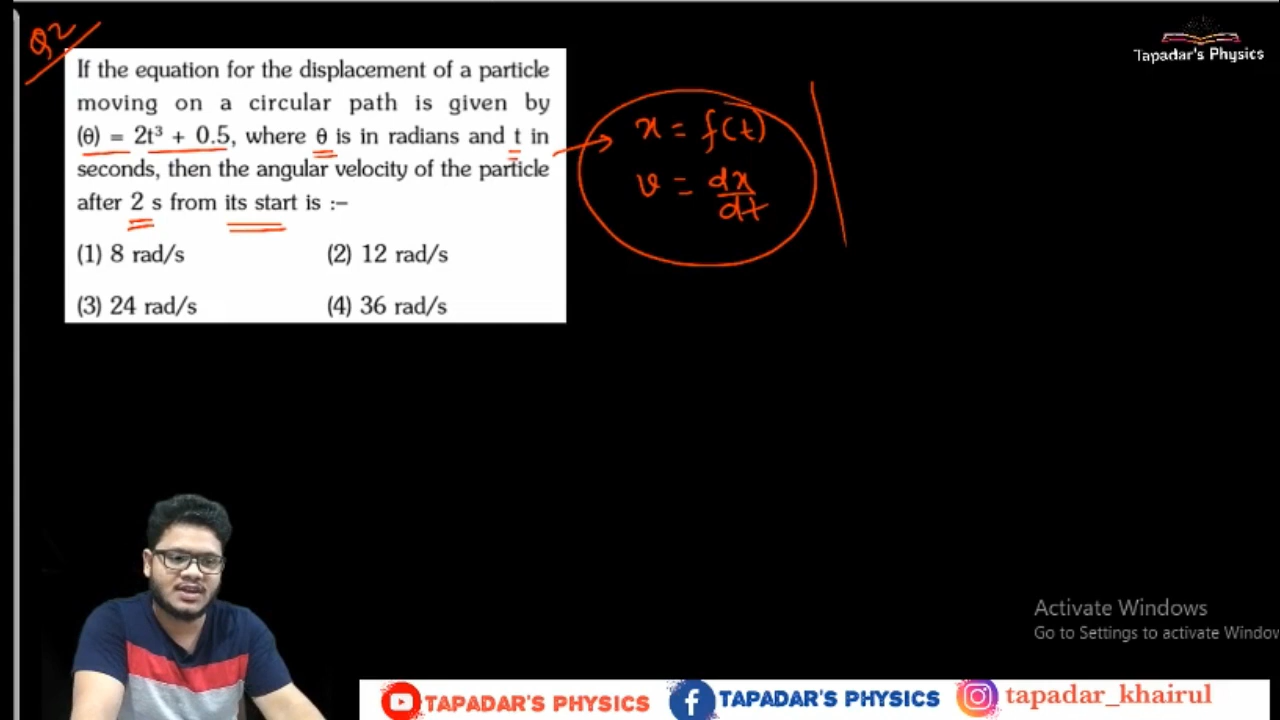 Q2
Tapadar's Physics
If the equation for the displacement of a particle
moving on a circular path is given by
(θ) = 2t³ + 0.5, where θ is in radians and t in
seconds, then the angular velocity of the particle
after 2 s from its start is :–
(1) 8 rad/s (2) 12 rad/s
(3) 24 rad/s (4) 36 rad/s
x = f(t)
v = dx/dt
Activate Windows
Go to Settings to activate Window
TAPADAR'S PHYSICS TAPADAR'S PHYSICS tapadar_khairul